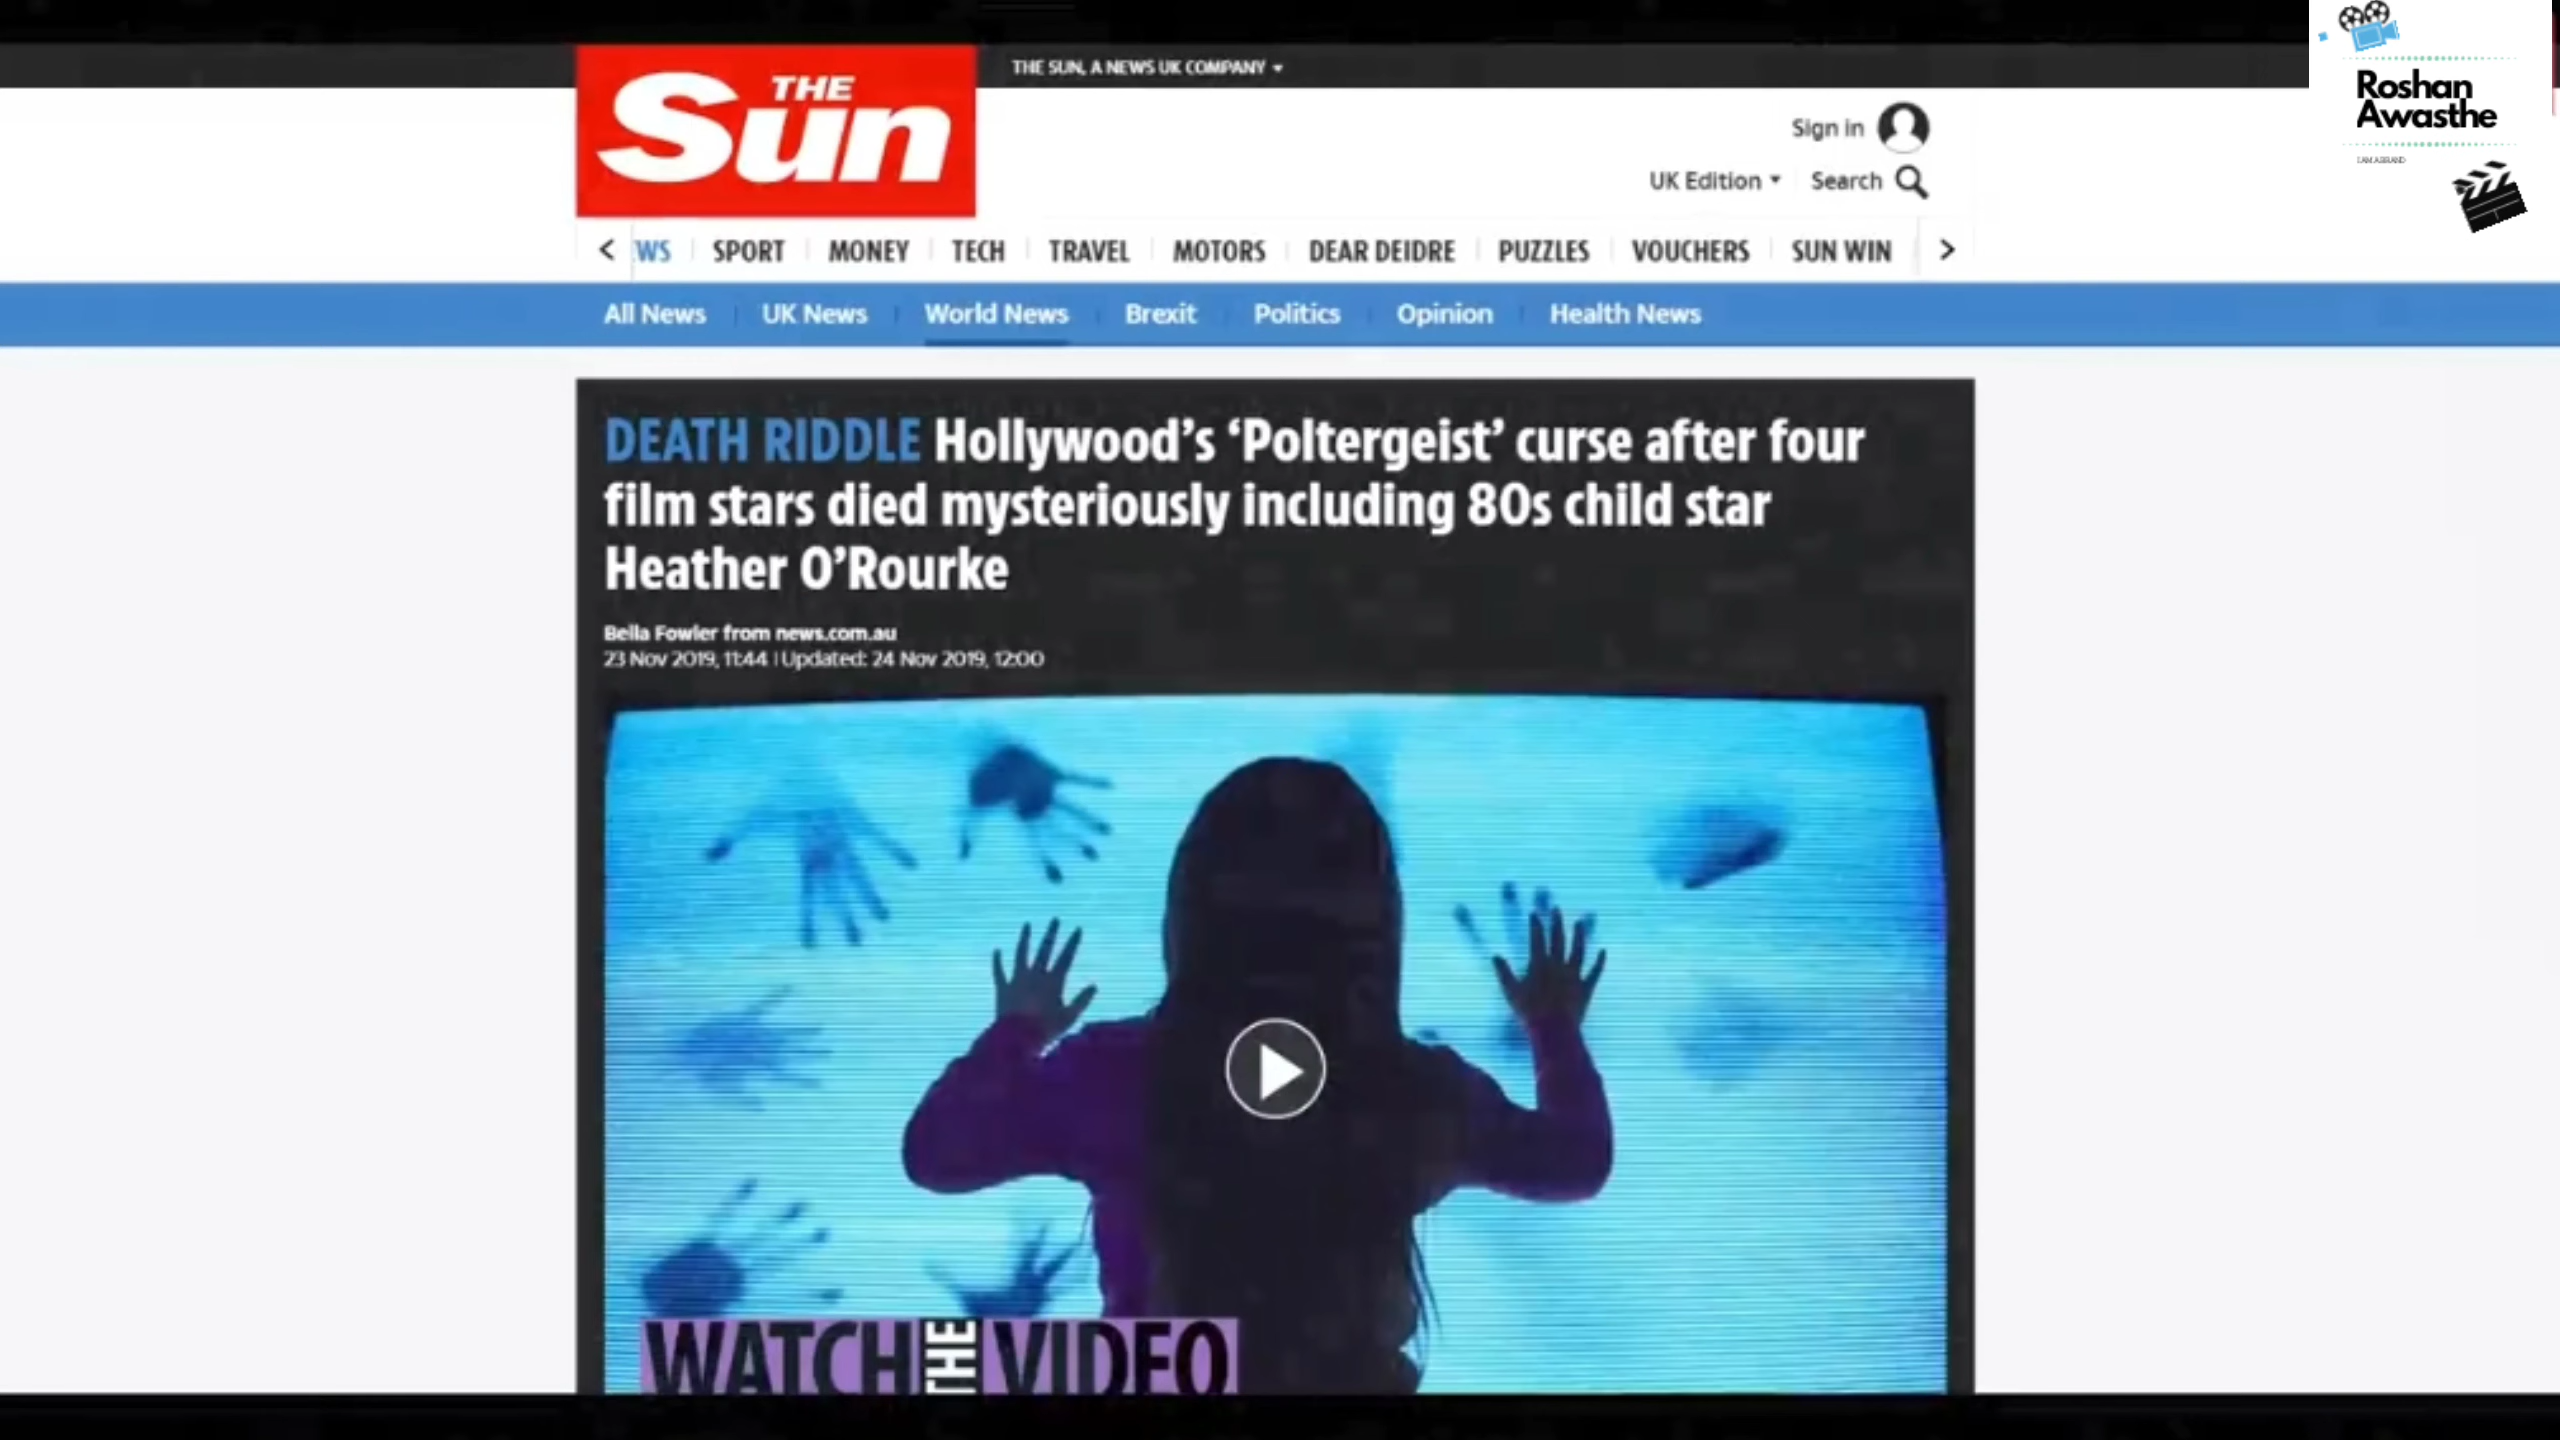 THE SUN, A NEWS UK COMPANY
THE
Sun
Sign in
UK Edition
Search
WS
SPORT
MONEY
TECH
TRAVEL
MOTORS
DEAR DEIDRE
PUZZLES
VOUCHERS
SUN WIN
All News
UK News
World News
Brexit
Politics
Opinion
Health News
DEATH RIDDLE Hollywood's ‘Poltergeist’ curse after four
film stars died mysteriously including 80s child star
Heather O’Rourke
Bella Fowler from news.com.au
23 Nov 2019, 11:44 | Updated: 24 Nov 2019, 12:00
WATCH THE VIDEO
Roshan
Awasthe
I AM A BRAND